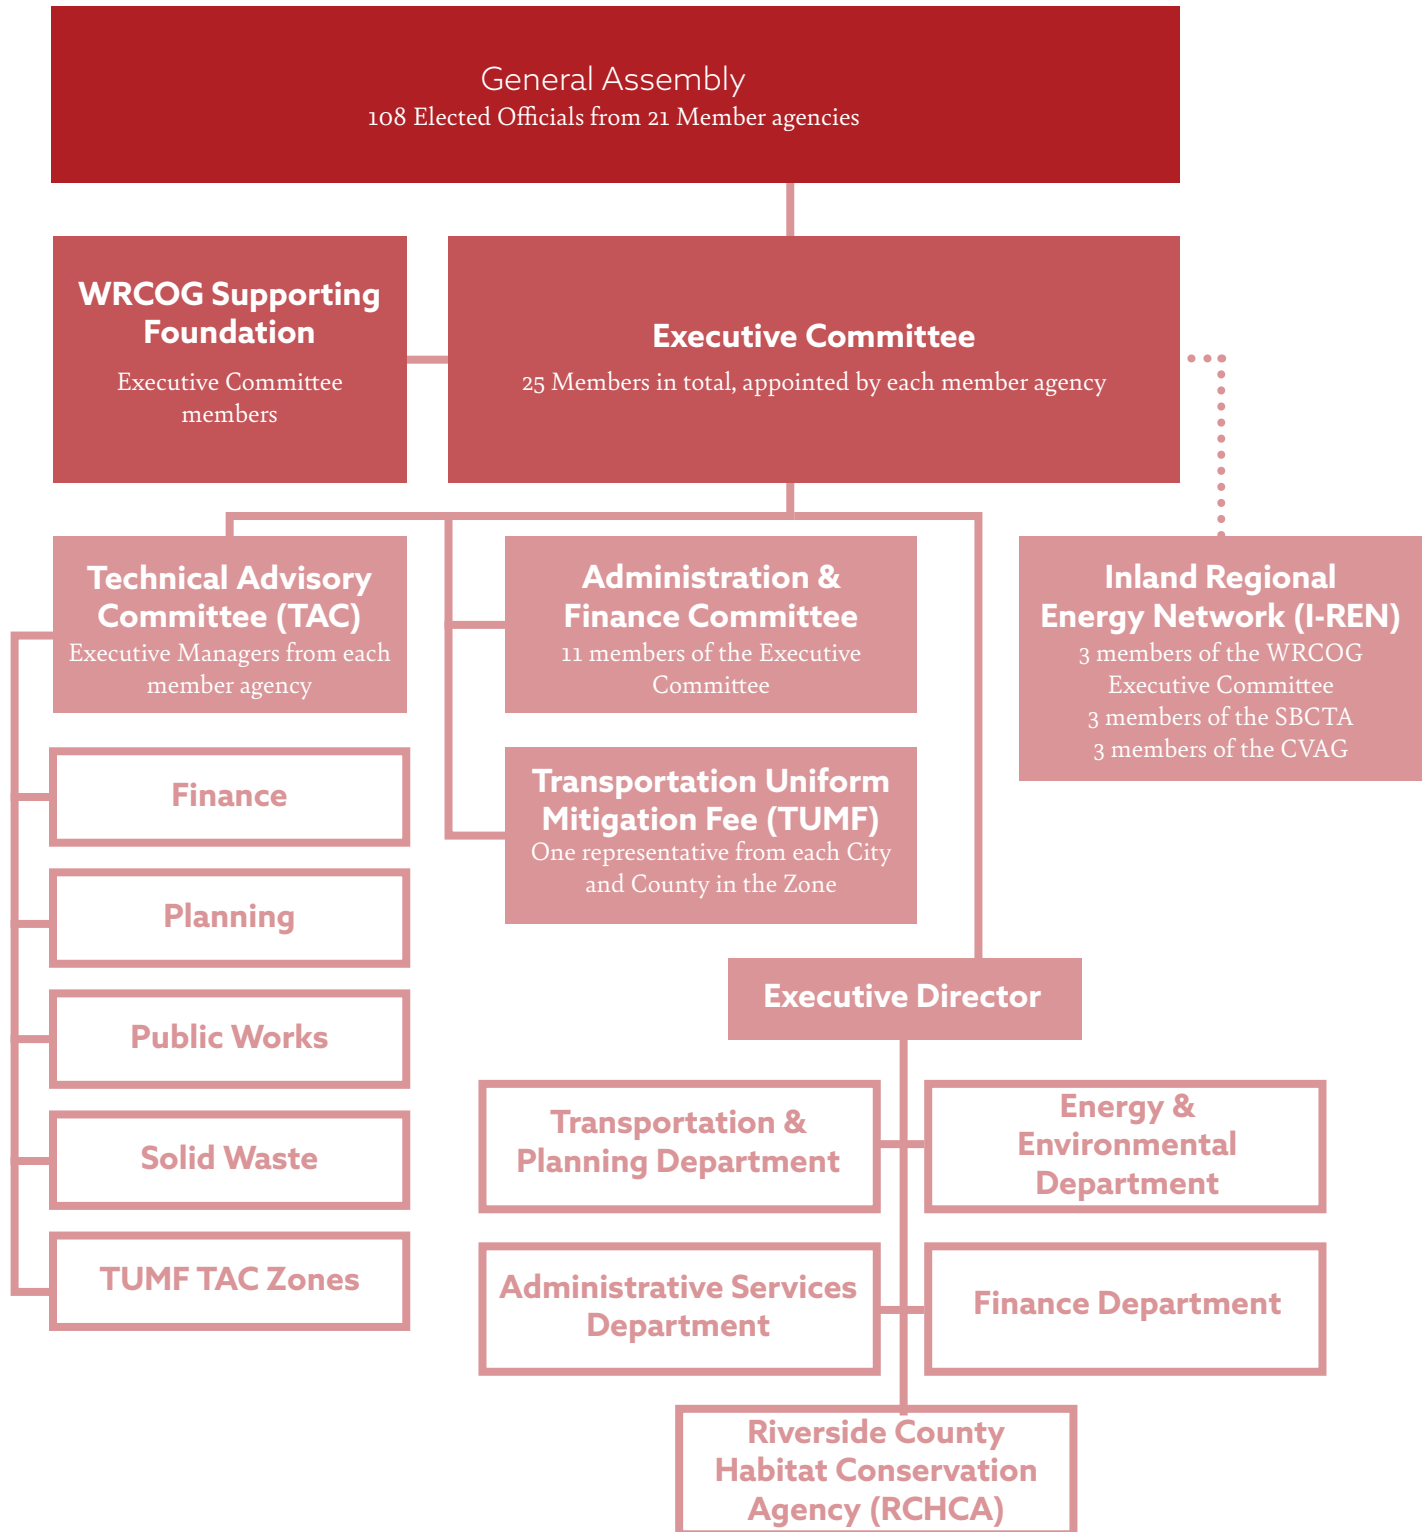 General Assembly
108 Elected Officials from 21 Member agencies
WRCOG Supporting
Foundation
Executive Committee
members
Executive Committee
25 Members in total, appointed by each member agency
Technical Advisory
Committee (TAC)
Executive Managers from each
member agency
Administration &
Finance Committee
11 members of the Executive
Committee
Inland Regional
Energy Network (I-REN)
3 members of the WRCOG
Executive Committee
3 members of the SBCTA
3 members of the CVAG
Finance
Planning
Public Works
Solid Waste
TUMF TAC Zones
Transportation Uniform
Mitigation Fee (TUMF)
One representative from each City
and County in the Zone
Executive Director
Transportation &
Planning Department
Energy &
Environmental
Department
Administrative Services
Department
Finance Department
Riverside County
Habitat Conservation
Agency (RCHCA)